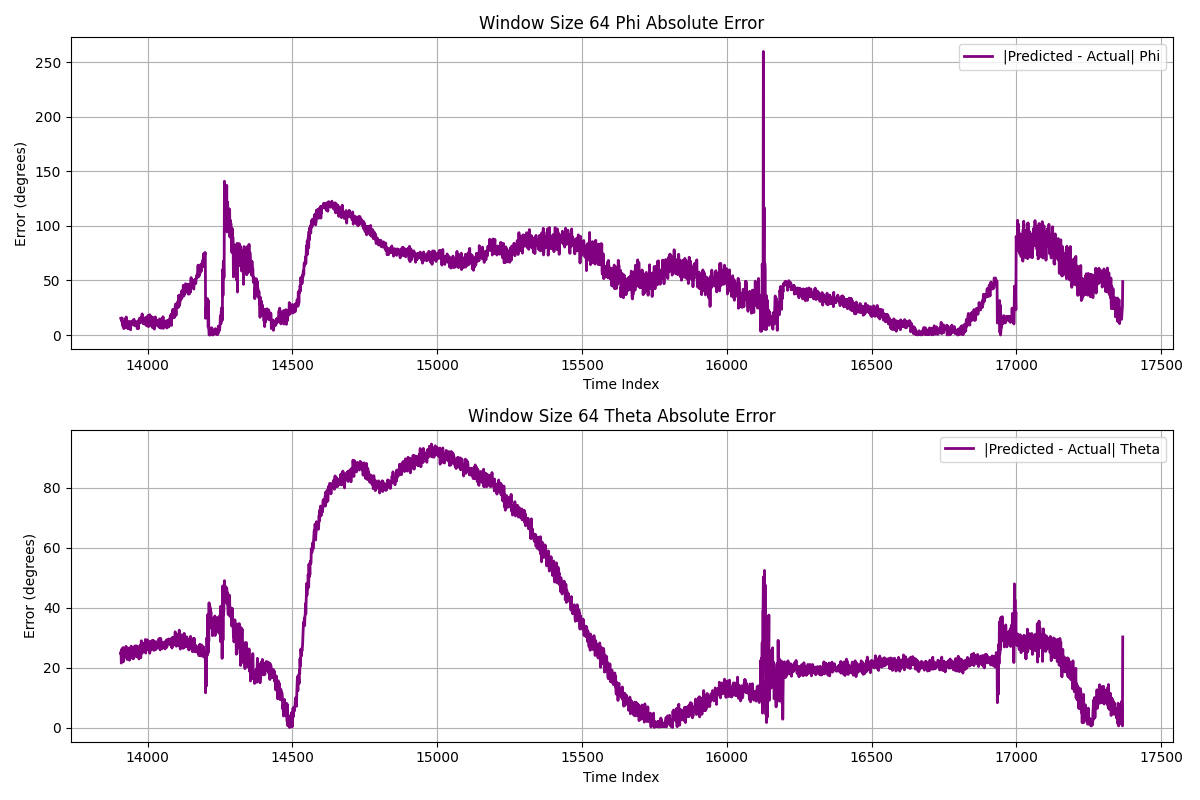 Window Size 64 Phi Absolute Error
|Predicted - Actual| Phi
Error (degrees)
250
200
150
100
50
0
14000 14500 15000 15500 16000 16500 17000 17500
Time Index
Window Size 64 Theta Absolute Error
|Predicted - Actual| Theta
Error (degrees)
80
60
40
20
0
14000 14500 15000 15500 16000 16500 17000 17500
Time Index